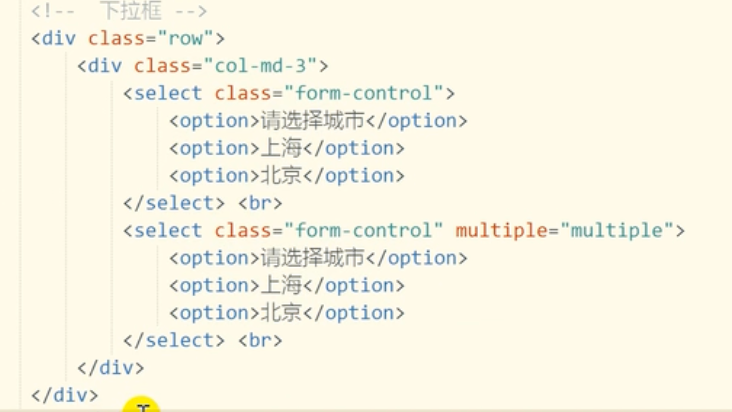 <!--  下拉框 -->
<div class="row">
    <div class="col-md-3">
        <select class="form-control">
            <option>请选择城市</option>
            <option>上海</option>
            <option>北京</option>
        </select> <br>
        <select class="form-control" multiple="multiple">
            <option>请选择城市</option>
            <option>上海</option>
            <option>北京</option>
        </select> <br>
    </div>
</div>